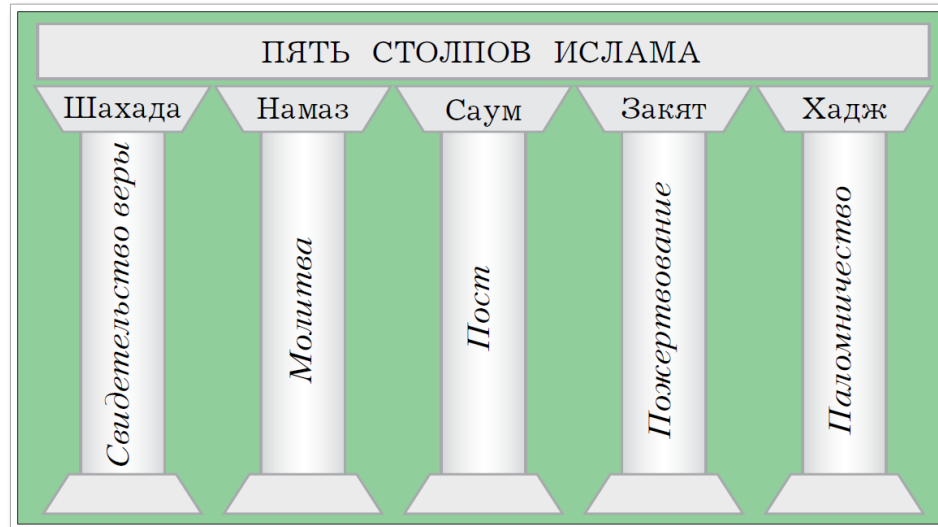 ПЯТЬ СТОЛПОВ ИСЛАМА
Шахада
Намаз
Саум
Закят
Хадж
Свидетельство веры
Молитва
Пост
Пожертвование
Паломничество